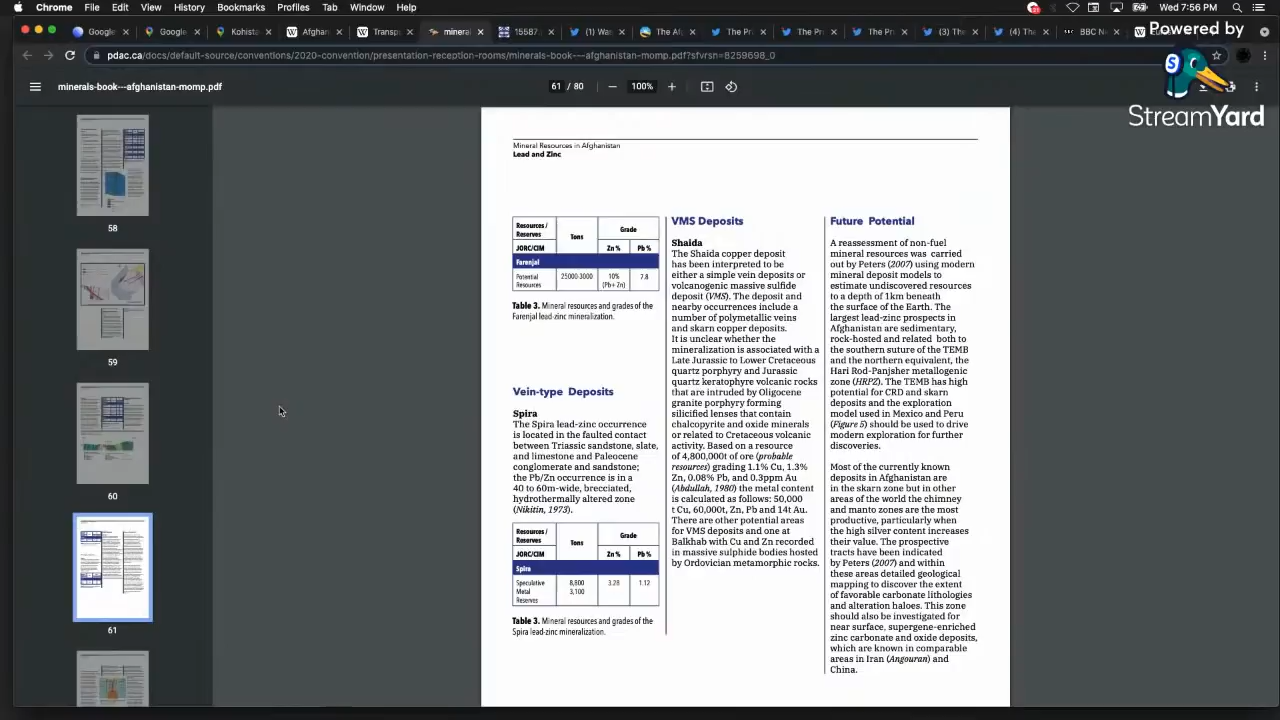 Chrome File Edit View History Bookmarks Profiles Tab Window Help
Wed 7:56 PM
Google
Google
Kohista
Afghan
Transp
mineral
15587
(1) Wa
The Af
The Pri
The Pri
The Pri
(3) The
(4) Tha
BBC N
Powered by
StreamYard
pdac.ca/docs/default-source/conventions/2020-convention/presentation-reception-rooms/minerals-book---afghanistan-momp.pdf?sfvrsn=8259698_0
minerals-book---afghanistan-momp.pdf
61 / 80
100%
58
59
60
61
Mineral Resources in Afghanistan
Lead and Zinc
Resources / Reserves Tons Grade
JORC/CIM Zn % Pb %
Farenjal
Potential Resources 25000-3000 10% (Pb+ Zn) 7.8
Table 3. Mineral resources and grades of the
Farenjal lead-zinc mineralization.
Vein-type Deposits
Spira
The Spira lead-zinc occurrence
is located in the faulted contact
between Triassic sandstone, slate,
and limestone and Paleocene
conglomerate and sandstone;
the Pb/Zn occurrence is in a
40 to 60m-wide, brecciated,
hydrothermally altered zone
(Nikitin, 1973).
Resources / Reserves Tons Grade
JORC/CIM Zn % Pb %
Spira
Speculative Metal Reserves 8,800 3,100 3.28 1.12
Table 3. Mineral resources and grades of the
Spira lead-zinc mineralization.
VMS Deposits
Shaida
The Shaida copper deposit
has been interpreted to be
either a simple vein deposits or
volcanogenic massive sulfide
deposit (VMS). The deposit and
nearby occurrences include a
number of polymetallic veins
and skarn copper deposits.
It is unclear whether the
mineralization is associated with a
Late Jurassic to Lower Cretaceous
quartz porphyry and Jurassic
quartz keratophyre volcanic rocks
that are intruded by Oligocene
granite porphyry forming
silicified lenses that contain
chalcopyrite and oxide minerals
or related to Cretaceous volcanic
activity. Based on a resource
of 4,800,000t of ore (probable
resources) grading 1.1% Cu, 1.3%
Zn, 0.08% Pb, and 0.3ppm Au
(Abdullah, 1980) the metal content
is calculated as follows: 50,000
t Cu, 60,000t, Zn, Pb and 14t Au.
There are other potential areas
for VMS deposits and one at
Balkhab with Cu and Zn recorded
in massive sulphide bodies hosted
by Ordovician metamorphic rocks.
Future Potential
A reassessment of non-fuel
mineral resources was carried
out by Peters (2007) using modern
mineral deposit models to
estimate undiscovered resources
to a depth of 1km beneath
the surface of the Earth. The
largest lead-zinc prospects in
Afghanistan are sedimentary,
rock-hosted and related both to
the southern suture of the TEMB
and the northern equivalent, the
Hari Rod-Panjsher metallogenic
zone (HRPZ). The TEMB has high
potential for CRD and skarn
deposits and the exploration
model used in Mexico and Peru
(Figure 5) should be used to drive
modern exploration for further
discoveries.
Most of the currently known
deposits in Afghanistan are
in the skarn zone but in other
areas of the world the chimney
and manto zones are the most
productive, particularly when
the high silver content increases
their value. The prospective
tracts have been indicated
by Peters (2007) and within
these areas detailed geological
mapping to discover the extent
of favorable carbonate lithologies
and alteration haloes. This zone
should also be investigated for
near surface, supergene-enriched
zinc carbonate and oxide deposits,
which are known in comparable
areas in Iran (Angouran) and
China.